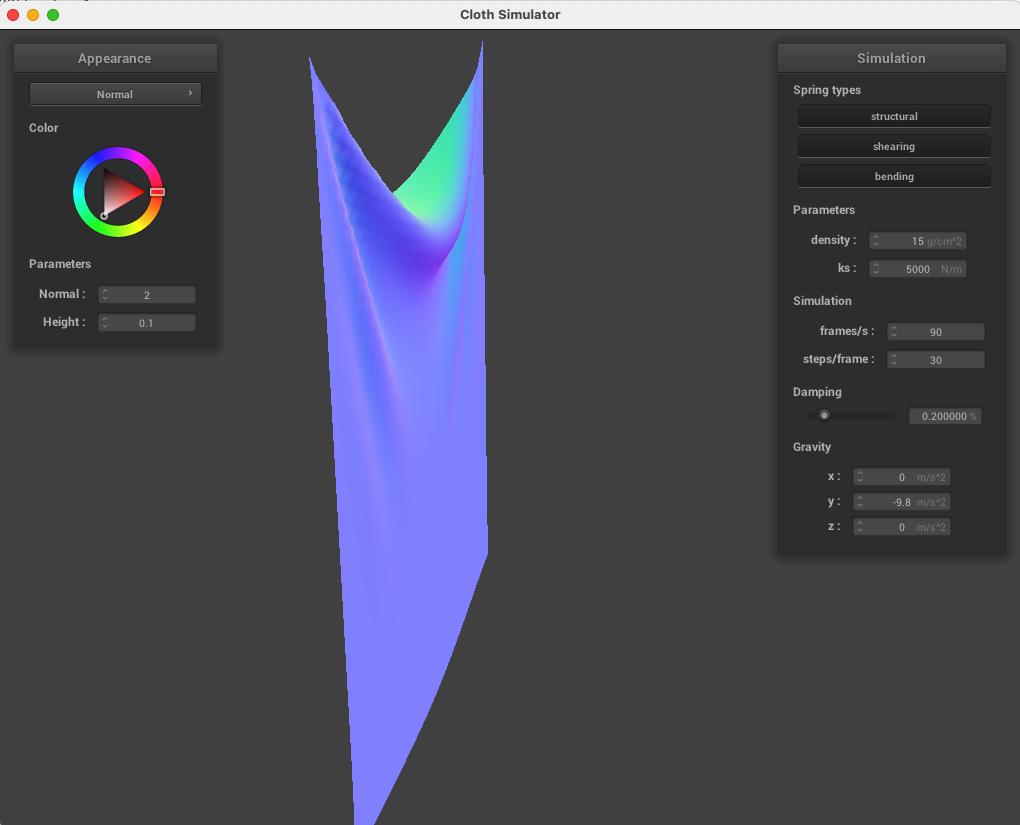 Cloth Simulator
Appearance
Normal
Color
Parameters
Normal : 2
Height : 0.1
Simulation
Spring types
structural
shearing
bending
Parameters
density : 15 g/cm^2
ks : 5000 N/m
Simulation
frames/s : 90
steps/frame : 30
Damping
0.200000 %
Gravity
x : 0 m/s^2
y : -9.8 m/s^2
z : 0 m/s^2